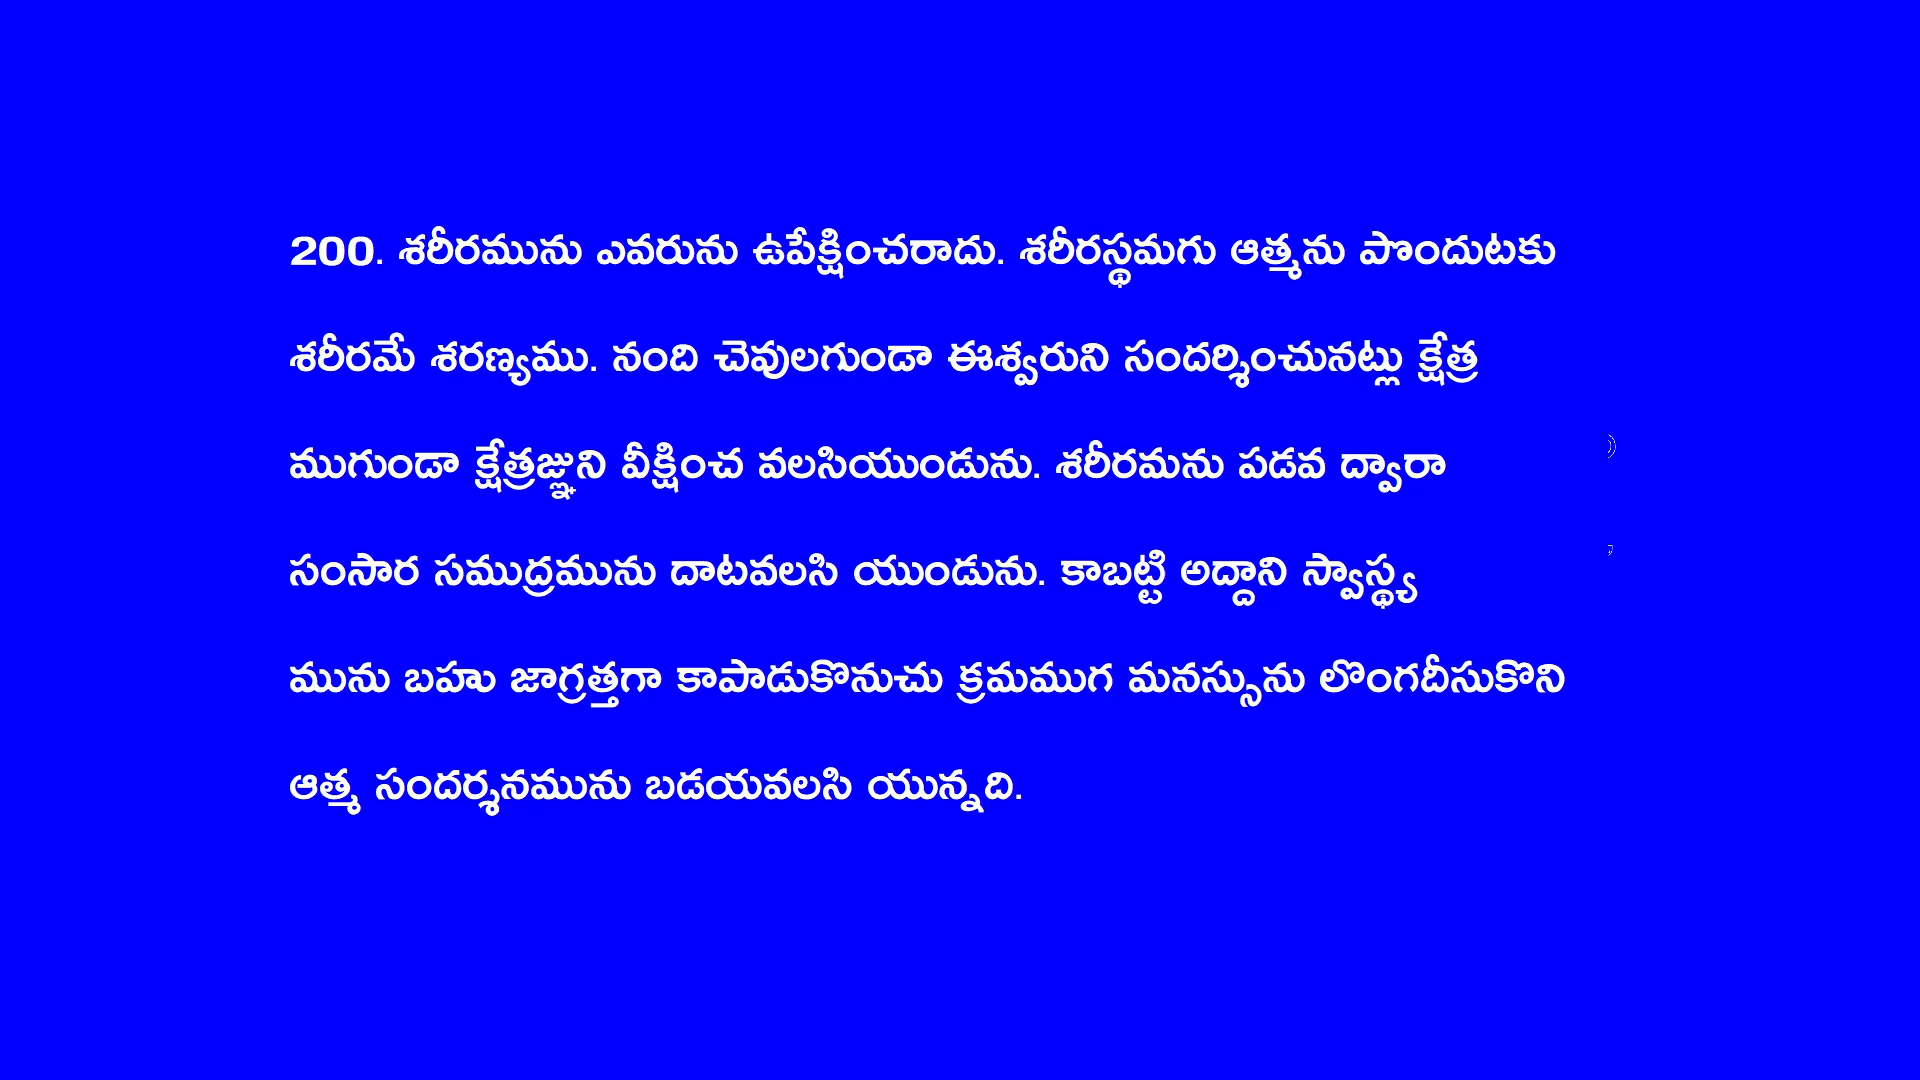 200. శరీరమును ఎవరును ఉపేక్షించరాదు. శరీరస్థమగు ఆత్మను పొందుటకు
శరీరమే శరణ్యము. నంది చెవులగుండా ఈశ్వరుని సందర్శించునట్లు క్షేత్ర
ముగుండా క్షేత్రజ్ఞుని వీక్షించ వలసియుండును. శరీరమను పడవ ద్వారా
సంసార సముద్రమును దాటవలసి యుండును. కాబట్టి అద్దాని స్వాస్థ్య
మును బహు జాగ్రత్తగా కాపాడుకొనుచు క్రమముగ మనస్సును లొంగదీసుకొని
ఆత్మ సందర్శనమును బడయవలసి యున్నది.